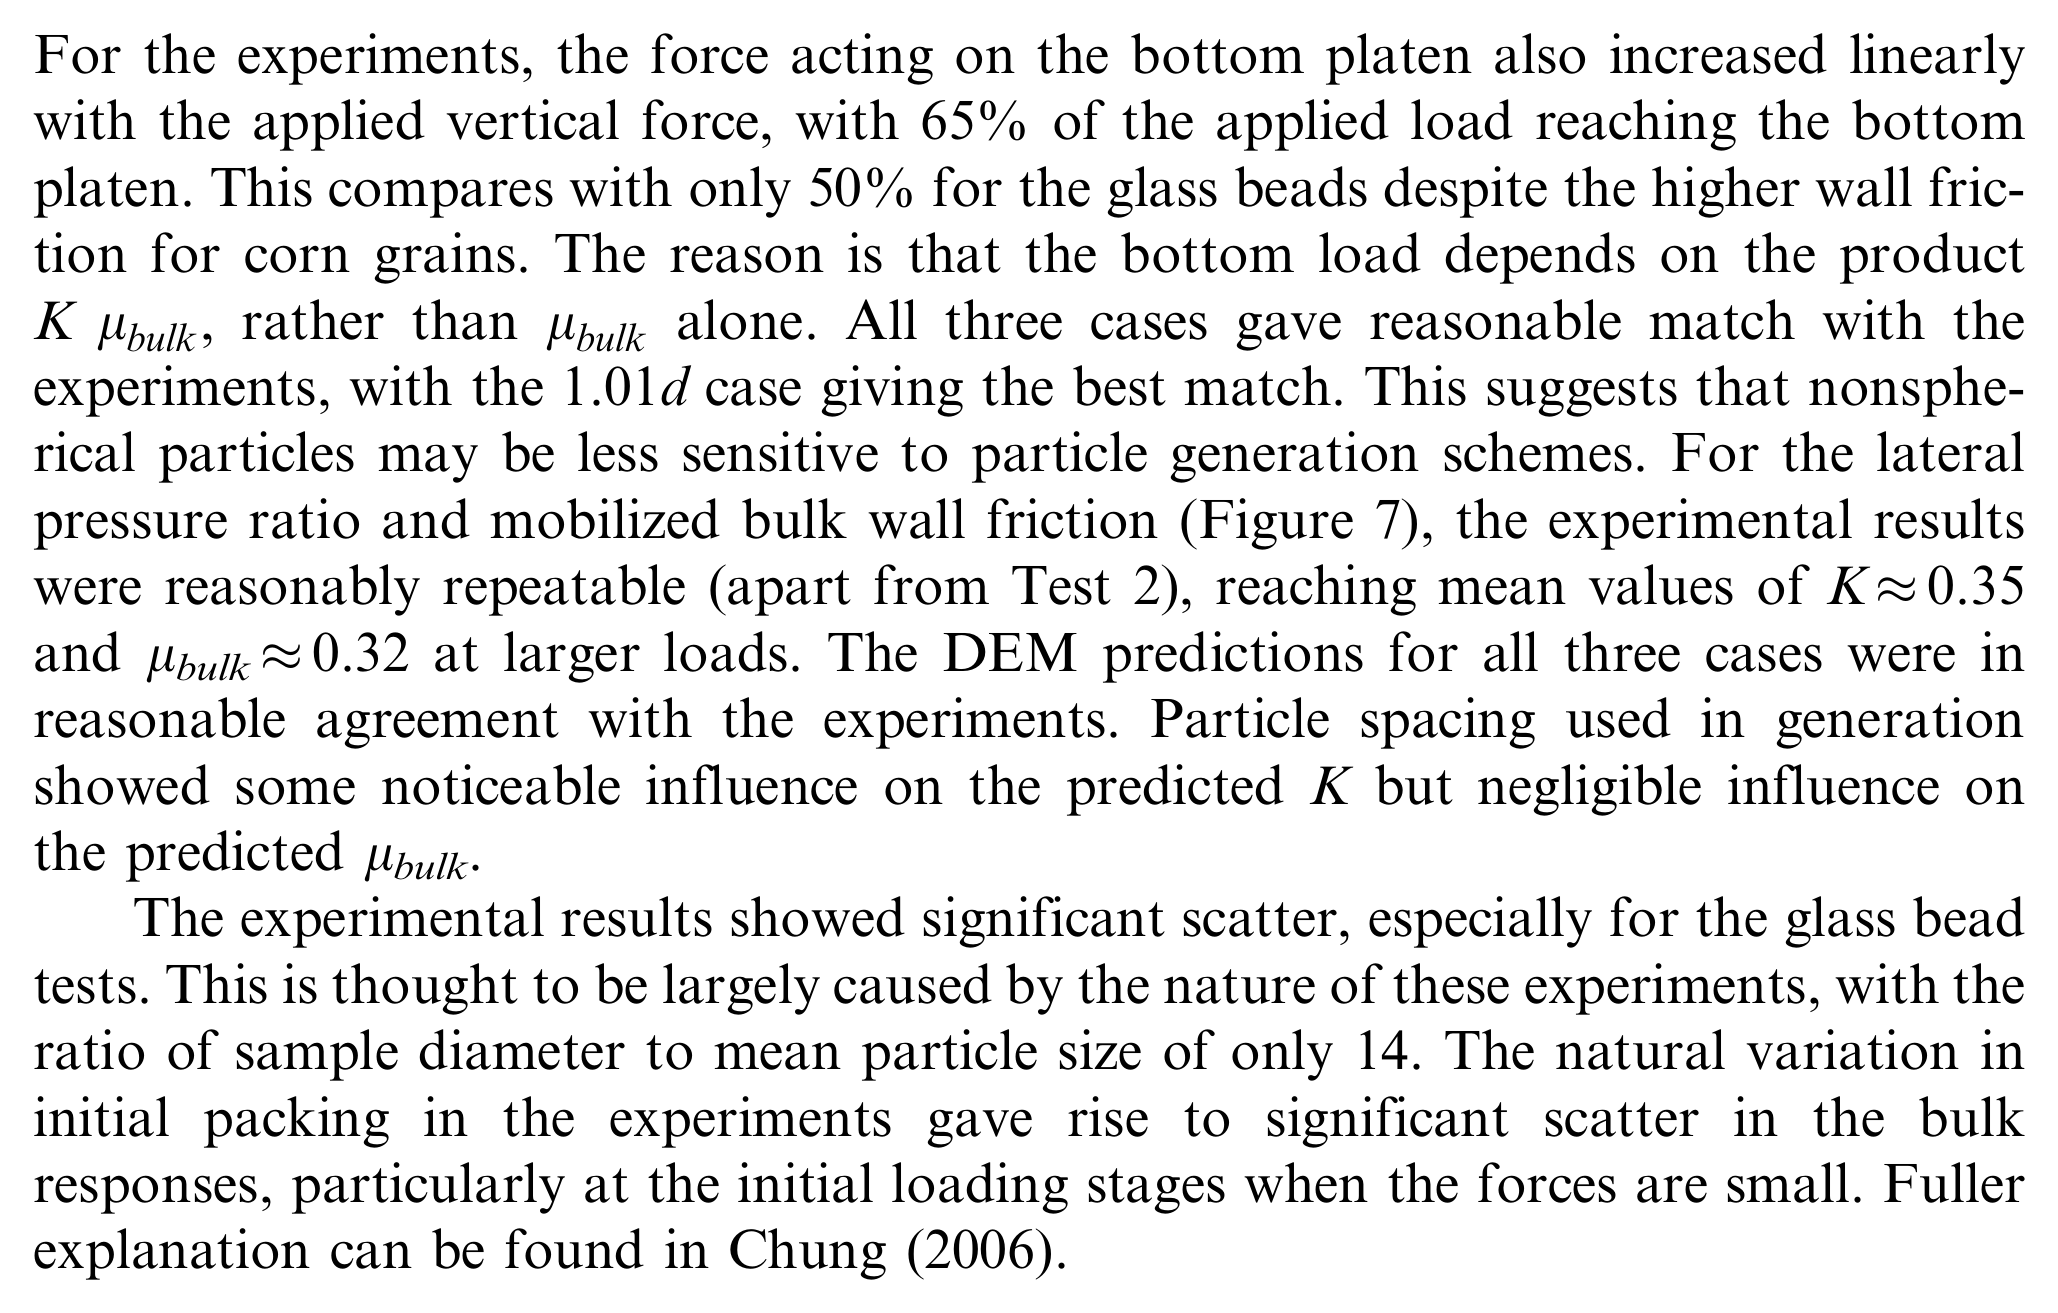 For the experiments, the force acting on the bottom platen also increased linearly
with the applied vertical force, with 65% of the applied load reaching the bottom
platen. This compares with only 50% for the glass beads despite the higher wall fric-
tion for corn grains. The reason is that the bottom load depends on the product
K μbulk, rather than μbulk alone. All three cases gave reasonable match with the
experiments, with the 1.01d case giving the best match. This suggests that nonsphe-
rical particles may be less sensitive to particle generation schemes. For the lateral
pressure ratio and mobilized bulk wall friction (Figure 7), the experimental results
were reasonably repeatable (apart from Test 2), reaching mean values of K≈0.35
and μbulk≈0.32 at larger loads. The DEM predictions for all three cases were in
reasonable agreement with the experiments. Particle spacing used in generation
showed some noticeable influence on the predicted K but negligible influence on
the predicted μbulk.
The experimental results showed significant scatter, especially for the glass bead
tests. This is thought to be largely caused by the nature of these experiments, with the
ratio of sample diameter to mean particle size of only 14. The natural variation in
initial packing in the experiments gave rise to significant scatter in the bulk
responses, particularly at the initial loading stages when the forces are small. Fuller
explanation can be found in Chung (2006).